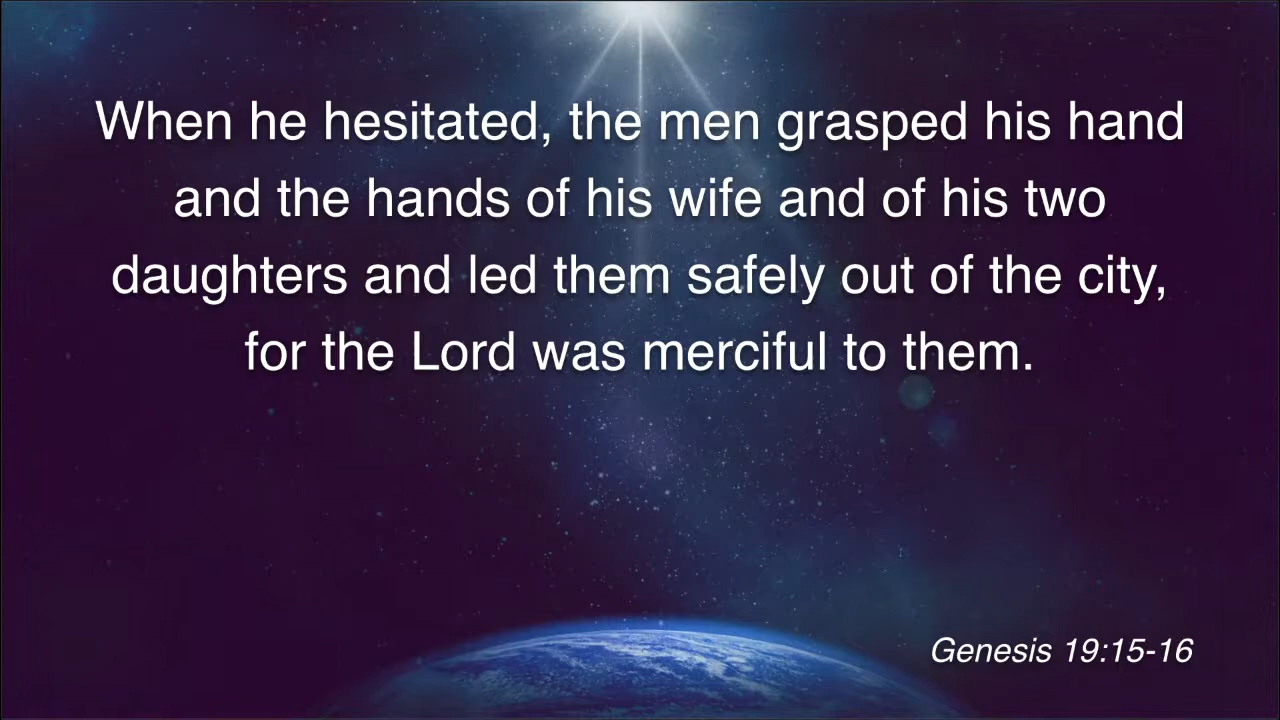 When he hesitated, the men grasped his hand
and the hands of his wife and of his two
daughters and led them safely out of the city,
for the Lord was merciful to them.
Genesis 19:15-16